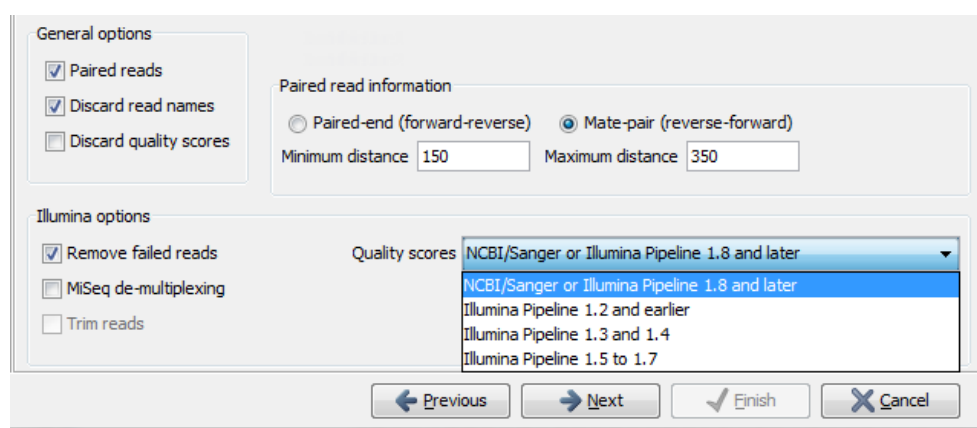 General options
Paired reads
Discard read names
Discard quality scores
Paired read information
Paired-end (forward-reverse) Mate-pair (reverse-forward)
Minimum distance 150 Maximum distance 350
Illumina options
Remove failed reads
MiSeq de-multiplexing
Trim reads
Quality scores NCBI/Sanger or Illumina Pipeline 1.8 and later
NCBI/Sanger or Illumina Pipeline 1.8 and later
Illumina Pipeline 1.2 and earlier
Illumina Pipeline 1.3 and 1.4
Illumina Pipeline 1.5 to 1.7
Previous Next Finish Cancel